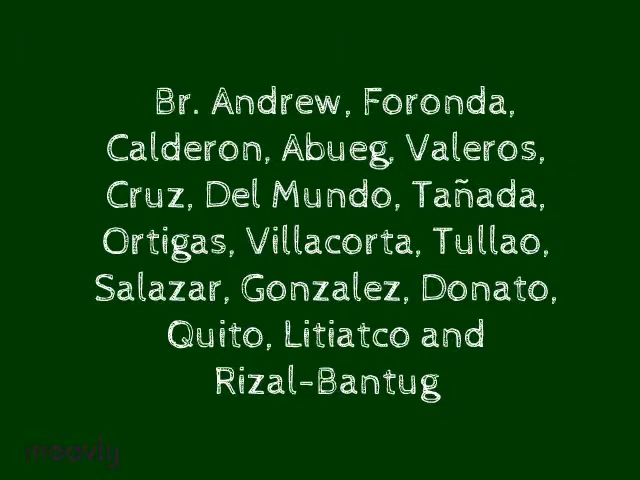 Br. Andrew, Foronda,
Calderon, Abueg, Valeros,
Cruz, Del Mundo, Tañada,
Ortigas, Villacorta, Tullao,
Salazar, Gonzalez, Donato,
Quito, Litiatco and
Rizal-Bantug
moovly